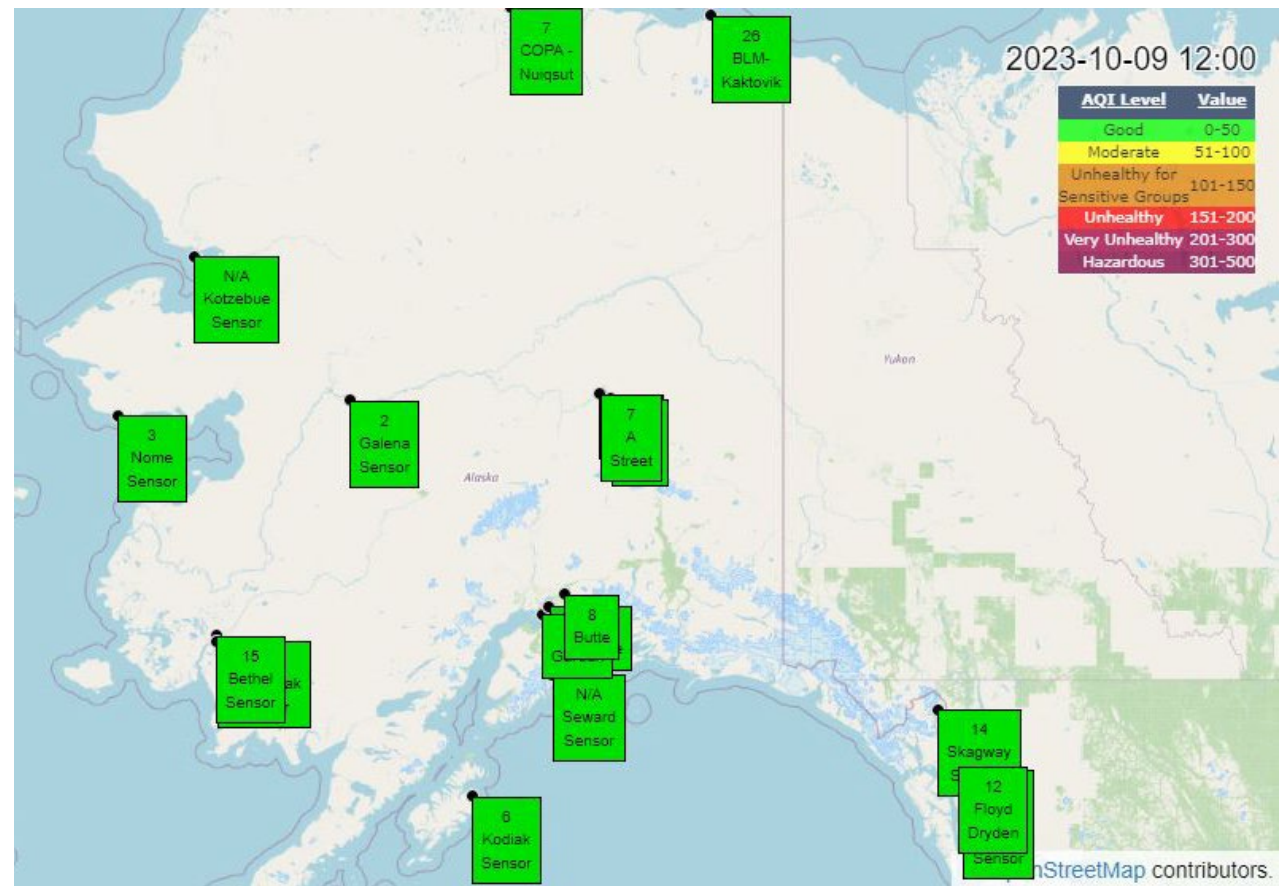 7
COPA -
Nuiqsut
26
BLM-
Kaktovik
2023-10-09 12:00
AQI Level Value
Good 0-50
Moderate 51-100
Unhealthy for
Sensitive Groups 101-150
Unhealthy 151-200
Very Unhealthy 201-300
Hazardous 301-500
N/A
Kotzebue
Sensor
Yukon
3
Nome
Sensor
2
Galena
Sensor
7
A
Street
Alaska
15
Bethel
Sensor
8
Butte
N/A
Seward
Sensor
6
Kodiak
Sensor
14
Skagway
12
Floyd
Dryden
Sensor
nStreetMap contributors.